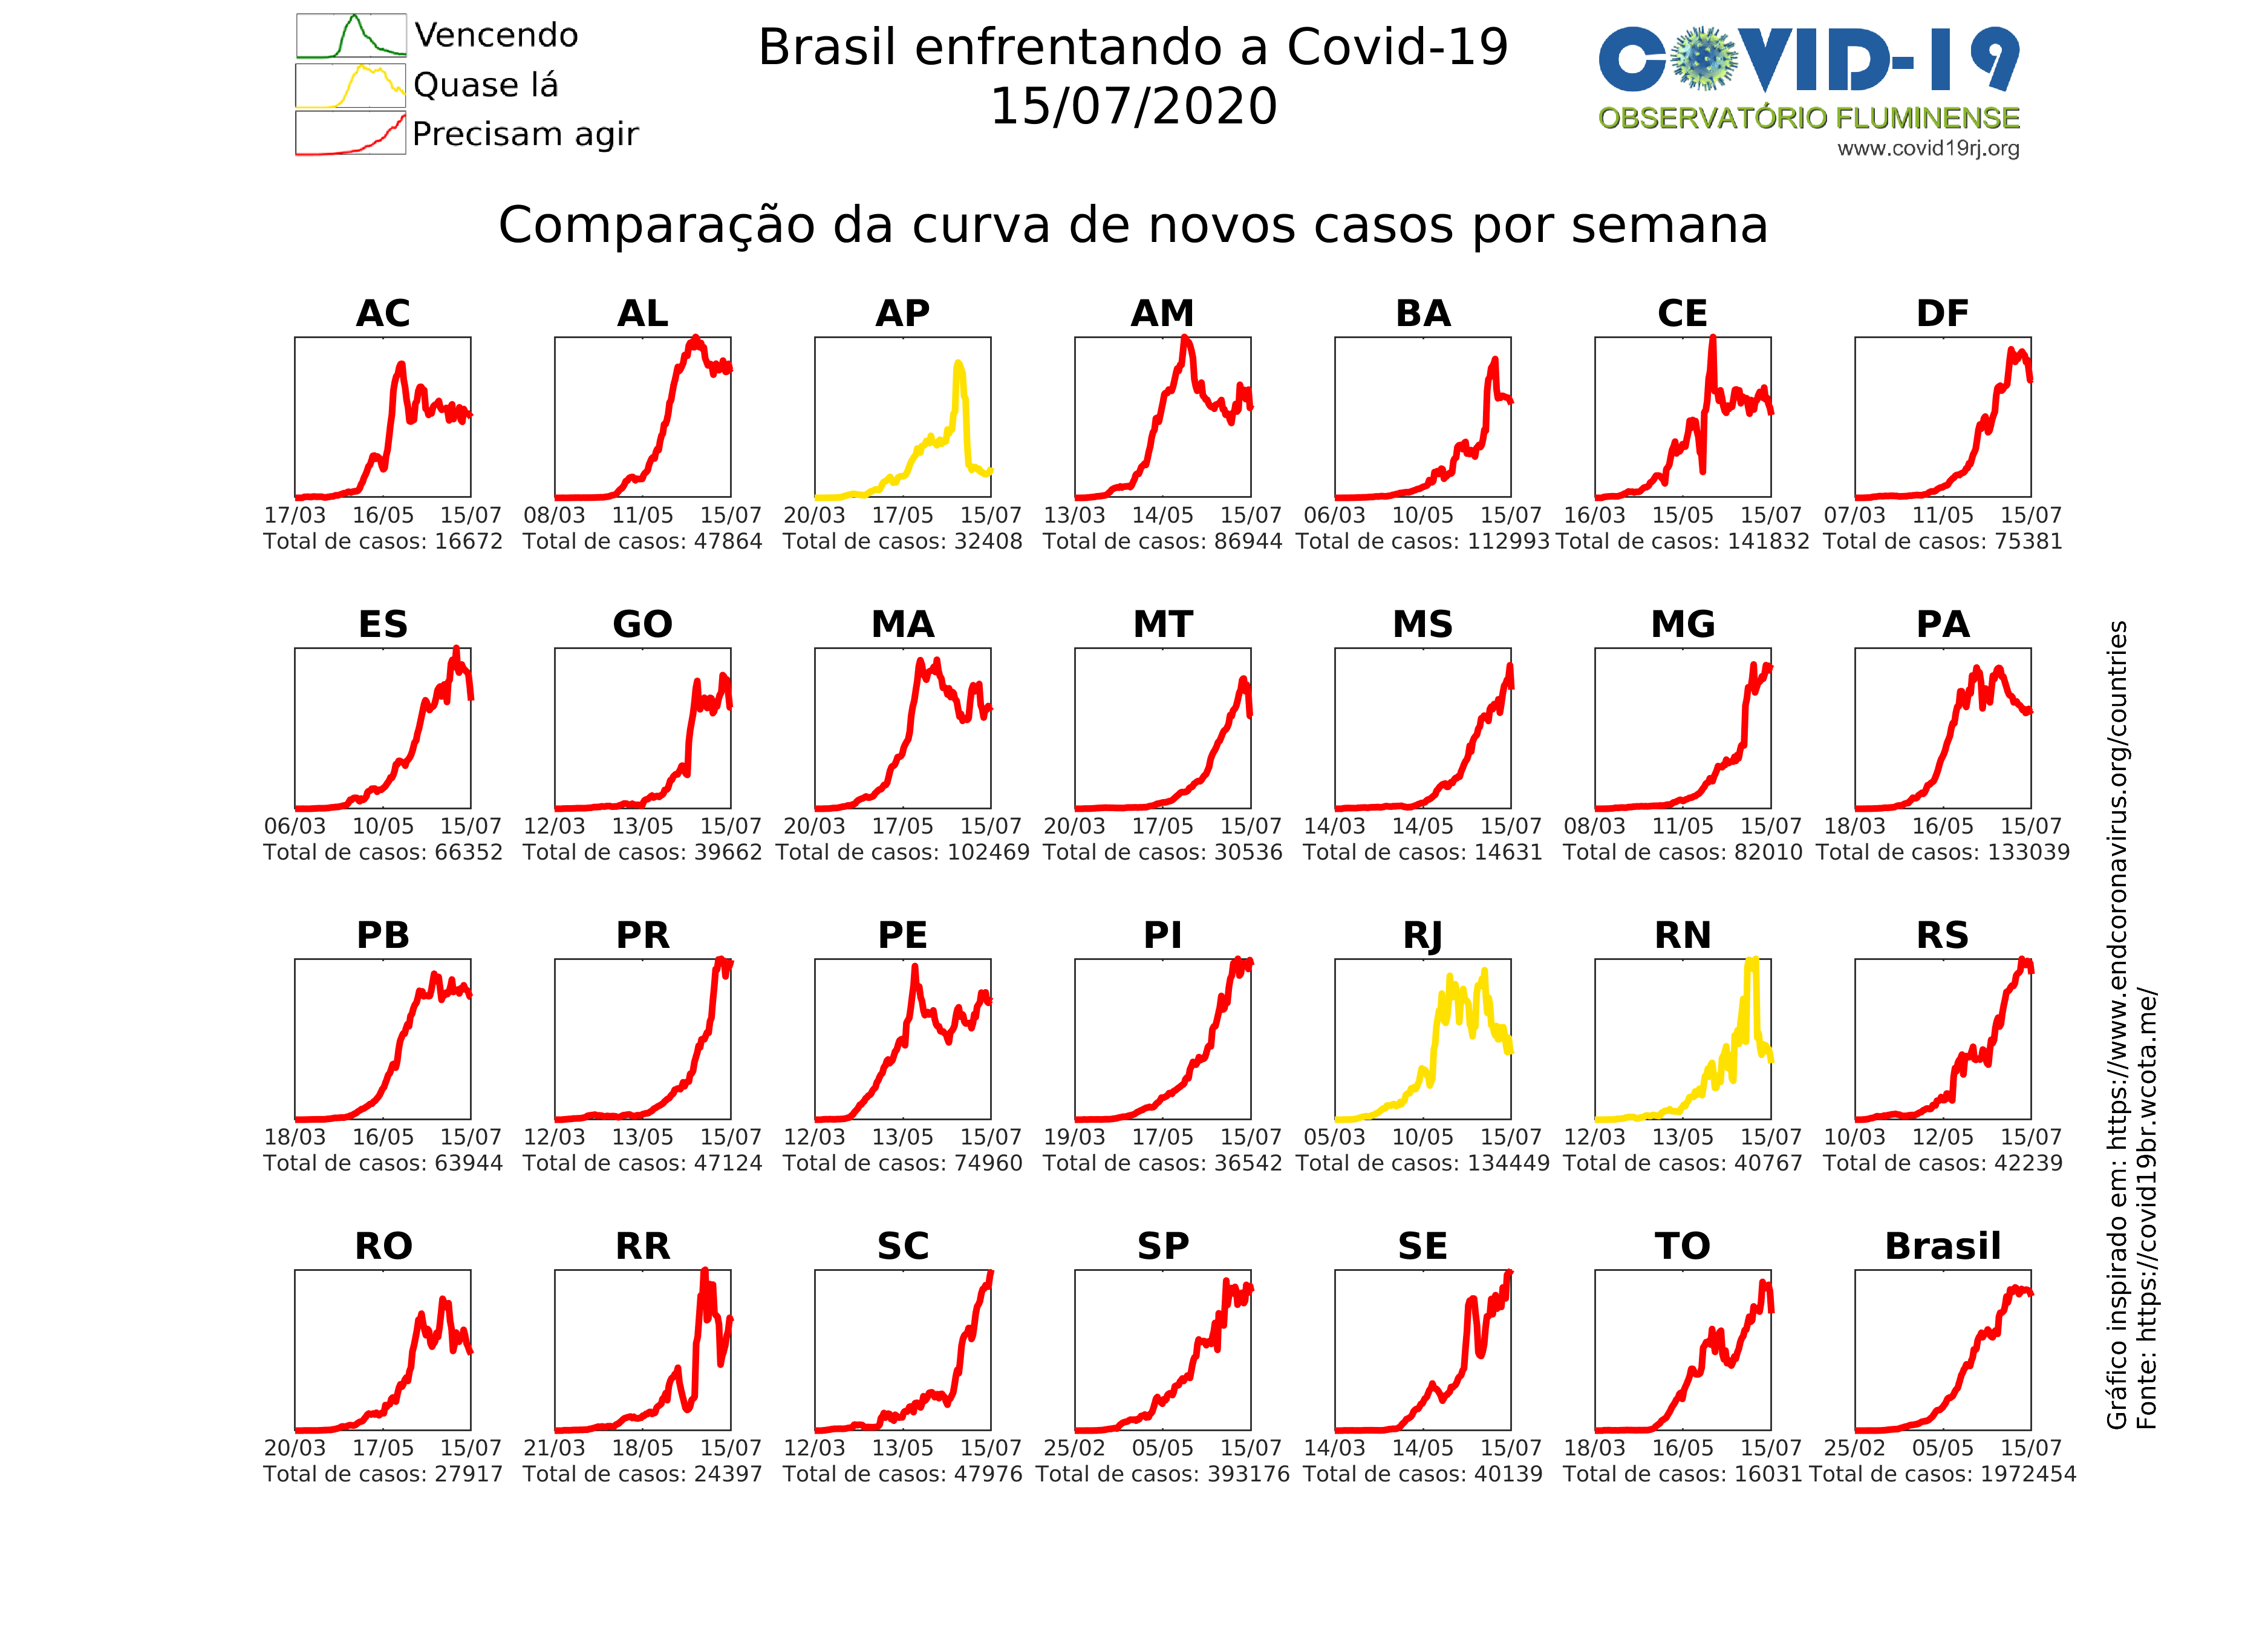 Vencendo
Quase lá
Precisam agir
Brasil enfrentando a Covid-19
15/07/2020
COVID-19
OBSERVATÓRIO FLUMINENSE
www.covid19rj.org
Comparação da curva de novos casos por semana
AC AL AP AM BA CE DF
17/03 16/05 15/07 08/03 11/05 15/07 20/03 17/05 15/07 13/03 14/05 15/07 06/03 10/05 15/07 16/03 15/05 15/07 07/03 11/05 15/07
Total de casos: 16672 Total de casos: 47864 Total de casos: 32408 Total de casos: 86944 Total de casos: 112993 Total de casos: 141832 Total de casos: 75381
ES GO MA MT MS MG PA
06/03 10/05 15/07 12/03 13/05 15/07 20/03 17/05 15/07 20/03 17/05 15/07 14/03 14/05 15/07 08/03 11/05 15/07 18/03 16/05 15/07
Total de casos: 66352 Total de casos: 39662 Total de casos: 102469 Total de casos: 30536 Total de casos: 14631 Total de casos: 82010 Total de casos: 133039
PB PR PE PI RJ RN RS
18/03 16/05 15/07 12/03 13/05 15/07 12/03 13/05 15/07 19/03 17/05 15/07 05/03 10/05 15/07 12/03 13/05 15/07 10/03 12/05 15/07
Total de casos: 63944 Total de casos: 47124 Total de casos: 74960 Total de casos: 36542 Total de casos: 134449 Total de casos: 40767 Total de casos: 42239
RO RR SC SP SE TO Brasil
20/03 17/05 15/07 21/03 18/05 15/07 12/03 13/05 15/07 25/02 05/05 15/07 14/03 14/05 15/07 18/03 16/05 15/07 25/02 05/05 15/07
Total de casos: 27917 Total de casos: 24397 Total de casos: 47976 Total de casos: 393176 Total de casos: 40139 Total de casos: 16031 Total de casos: 1972454
Gráfico inspirado em: https://www.endcoronavirus.org/countries
Fonte: https://covid19br.wcota.me/